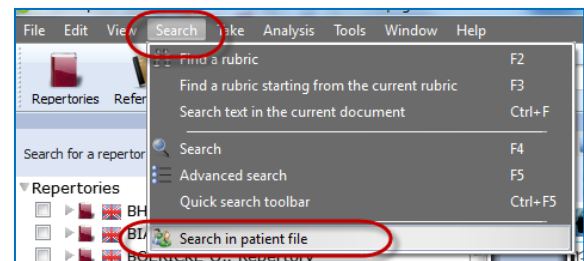 File Edit View Search Take Analysis Tools Window Help
Find a rubric F2
Find a rubric starting from the current rubric F3
Search text in the current document Ctrl+F
Repertories Refer
Search F4
Search for a repertor
Advanced search F5
Quick search toolbar Ctrl+F5
Repertories
BH
BI
Search in patient file
Repertory